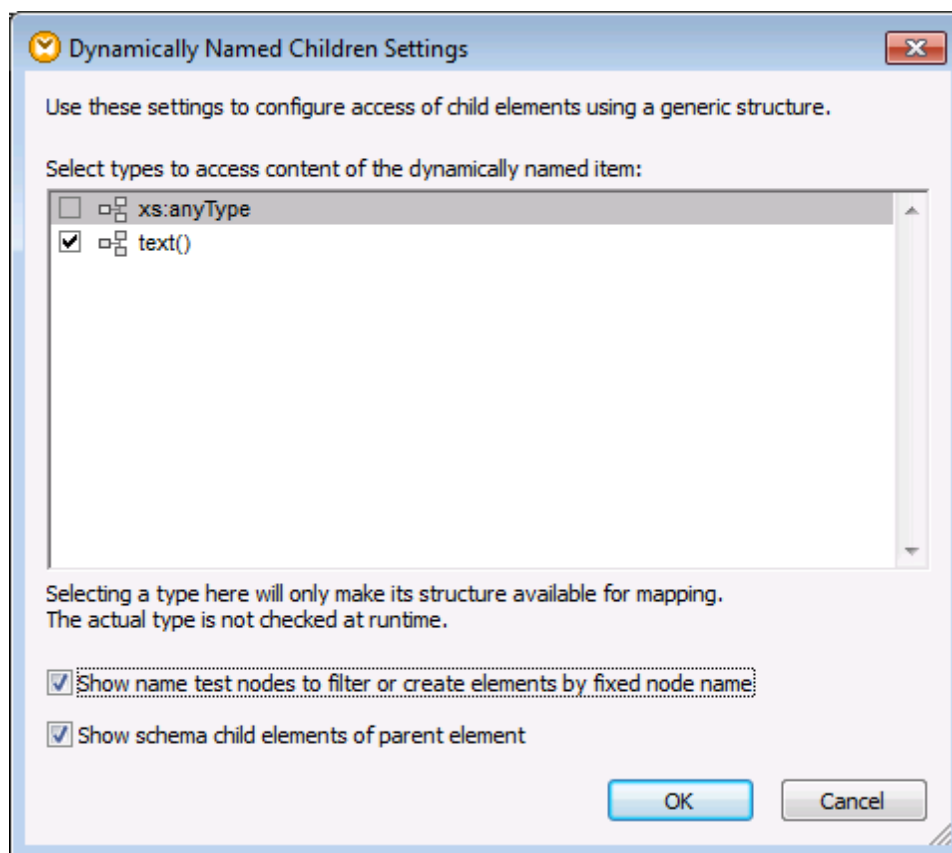 Dynamically Named Children Settings
Use these settings to configure access of child elements using a generic structure.
Select types to access content of the dynamically named item:
xs:anyType
text()
Selecting a type here will only make its structure available for mapping.
The actual type is not checked at runtime.
Show name test nodes to filter or create elements by fixed node name
Show schema child elements of parent element
OK Cancel